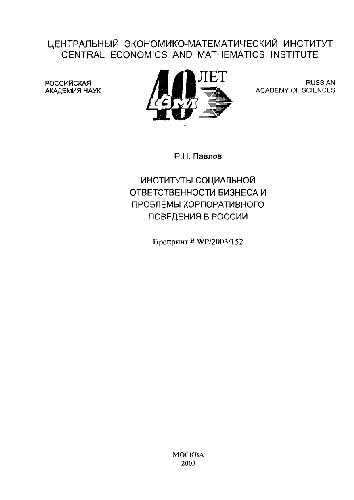 ЦЕНТРАЛЬНЫЙ ЭКОНОМИКО-МАТЕМАТИЧЕСКИЙ ИНСТИТУТ
CENTRAL ECONOMICS AND MATHEMATICS INSTITUTE
РОССИЙСКАЯ
АКАДЕМИЯ НАУК
40 ЛЕТ
RUSSIAN
ACADEMY OF SCIENCES
Р.Н. Павлов
ИНСТИТУТЫ СОЦИАЛЬНОЙ
ОТВЕТСТВЕННОСТИ БИЗНЕСА И
ПРОБЛЕМЫ КОРПОРАТИВНОГО
ПОВЕДЕНИЯ В РОССИИ
Препринт # WP/2003/152
МОСКВА
2003